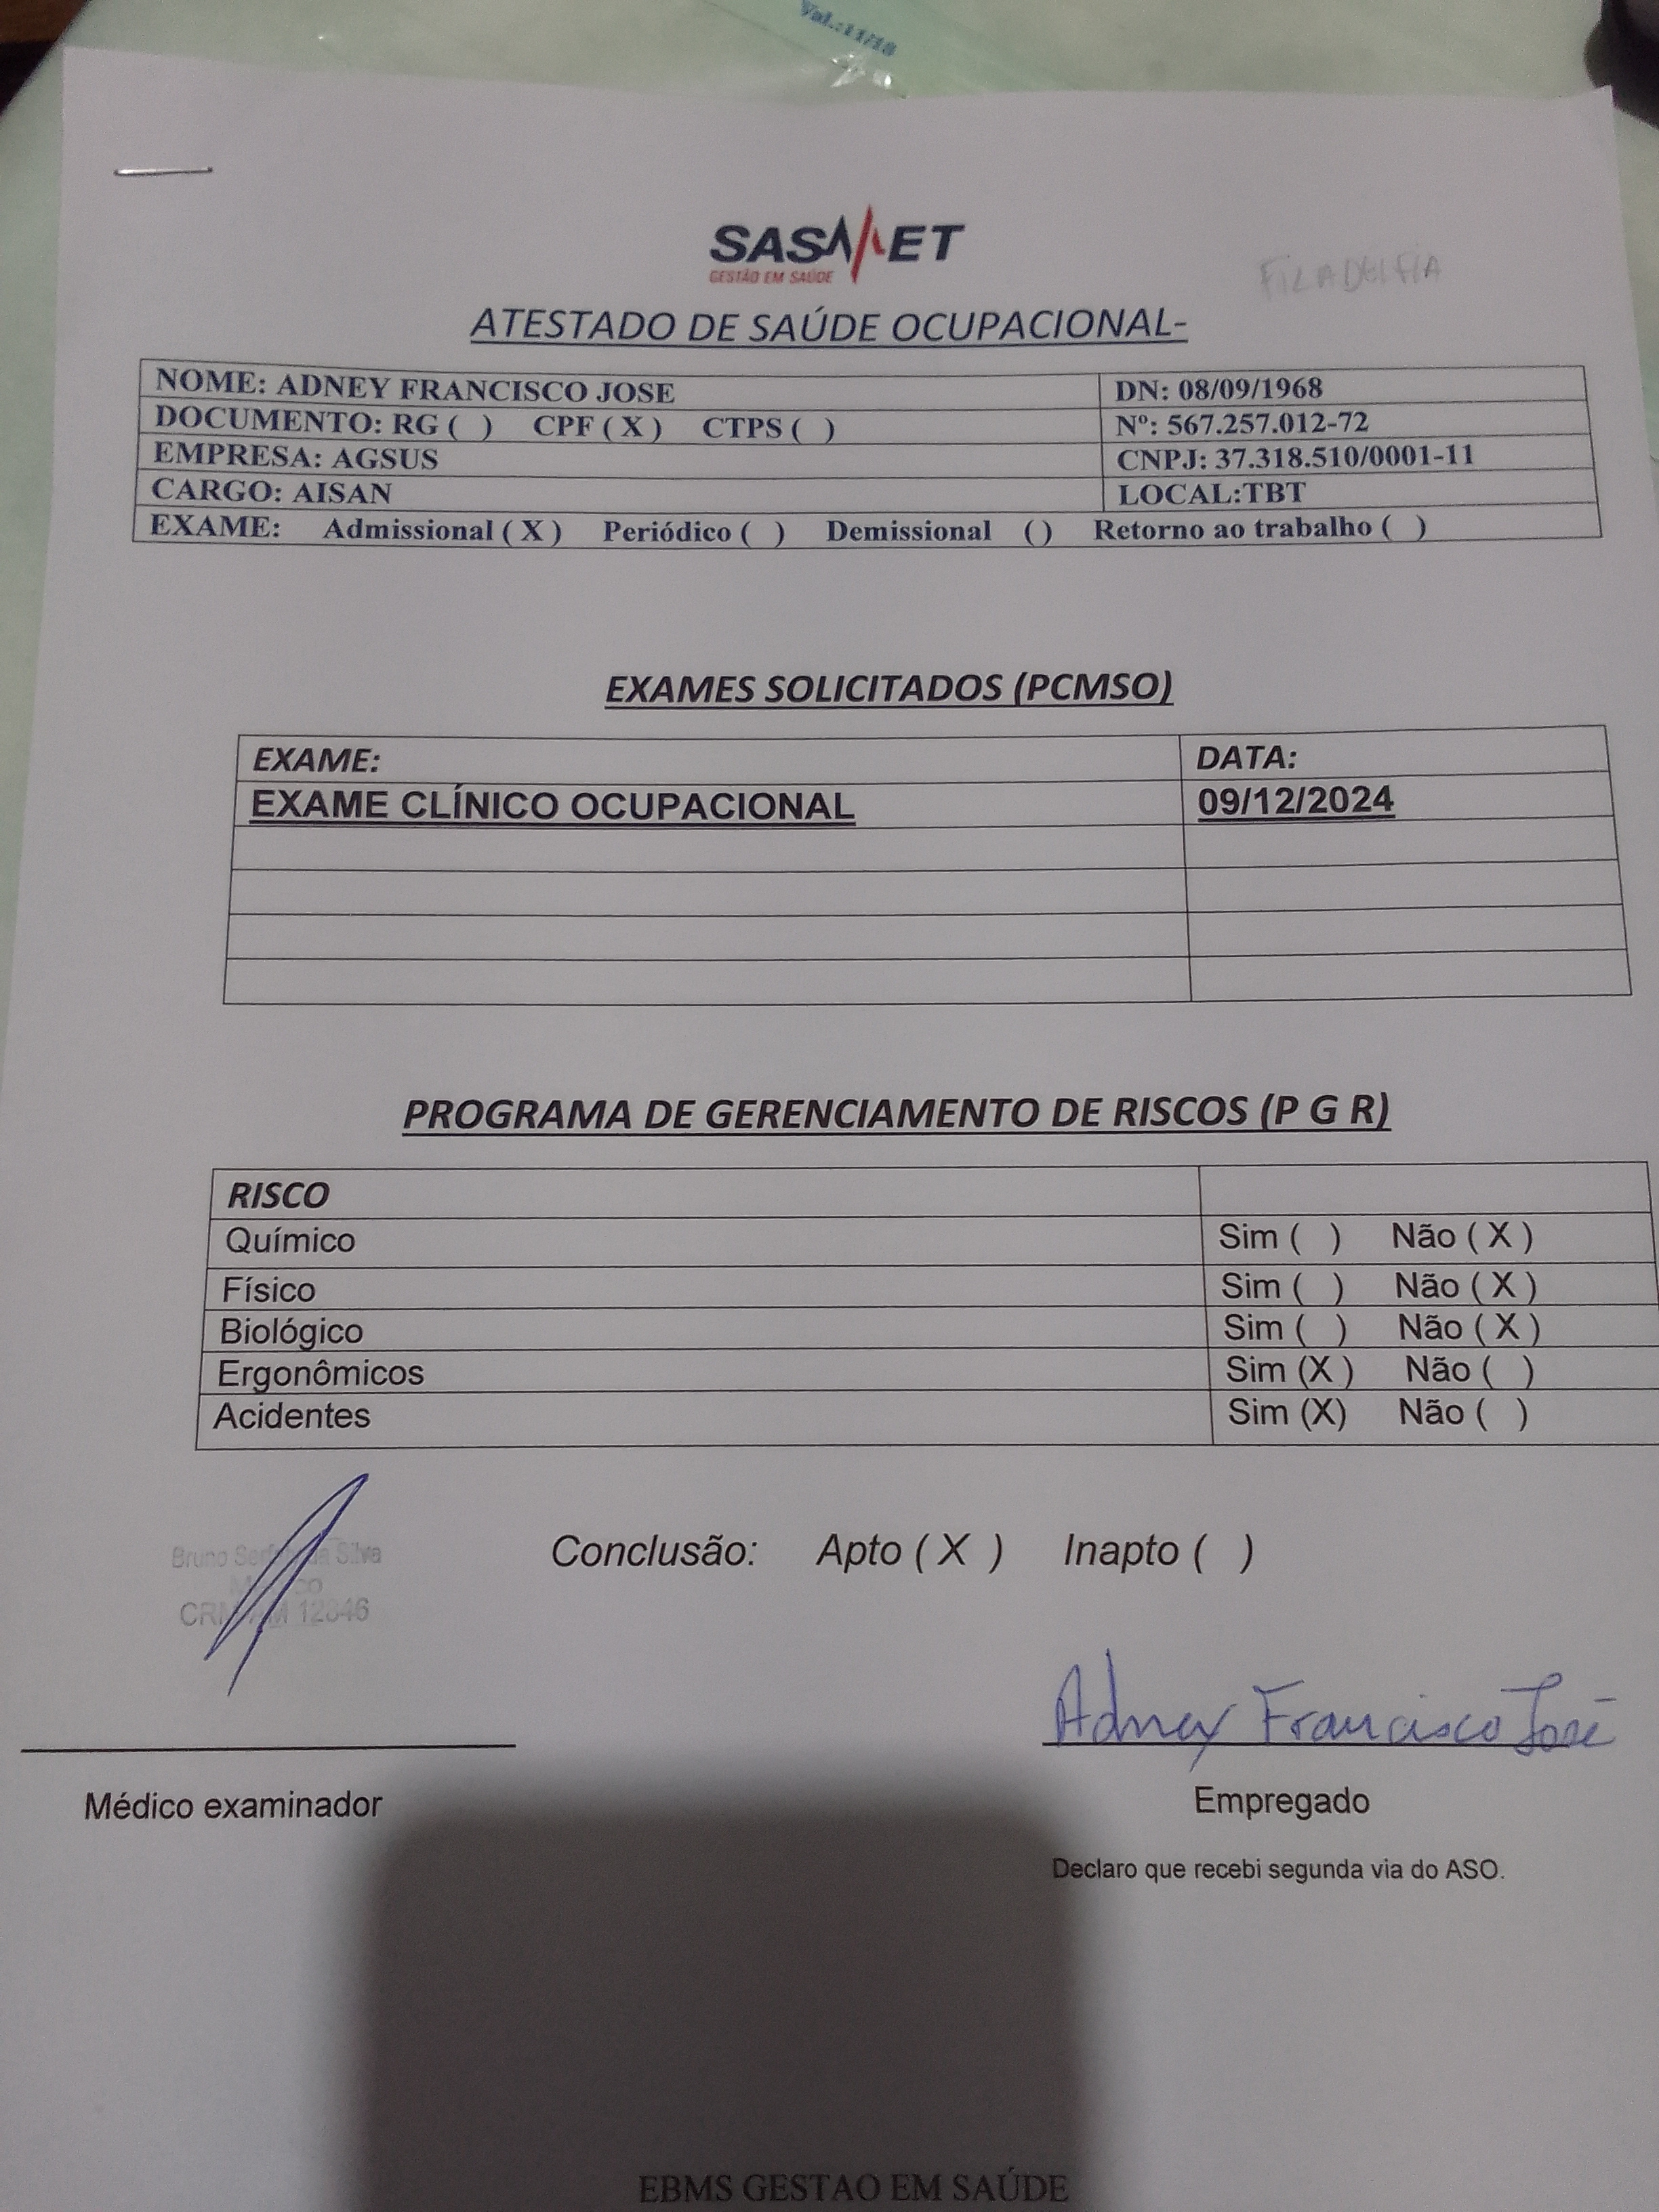 Val.:11/18
SASMET
GESTÃO EM SAÚDE
FILADELFIA
ATESTADO DE SAÚDE OCUPACIONAL-
NOME: ADNEY FRANCISCO JOSE DN: 08/09/1968
DOCUMENTO: RG ( ) CPF ( X ) CTPS ( ) Nº: 567.257.012-72
EMPRESA: AGSUS CNPJ: 37.318.510/0001-11
CARGO: AISAN LOCAL:TBT
EXAME: Admissional ( X ) Periódico ( ) Demissional () Retorno ao trabalho ( )
EXAMES SOLICITADOS (PCMSO)
EXAME: DATA:
EXAME CLÍNICO OCUPACIONAL 09/12/2024
PROGRAMA DE GERENCIAMENTO DE RISCOS (P G R)
RISCO
Químico Sim ( ) Não ( X )
Físico Sim ( ) Não ( X )
Biológico Sim ( ) Não ( X )
Ergonômicos Sim (X ) Não ( )
Acidentes Sim (X) Não ( )
Conclusão: Apto ( X ) Inapto ( )
Bruno Silva
Médico
Adney Francisco José
Médico examinador
Empregado
Declaro que recebi segunda via do ASO.
EBMS GESTAO EM SAÚDE